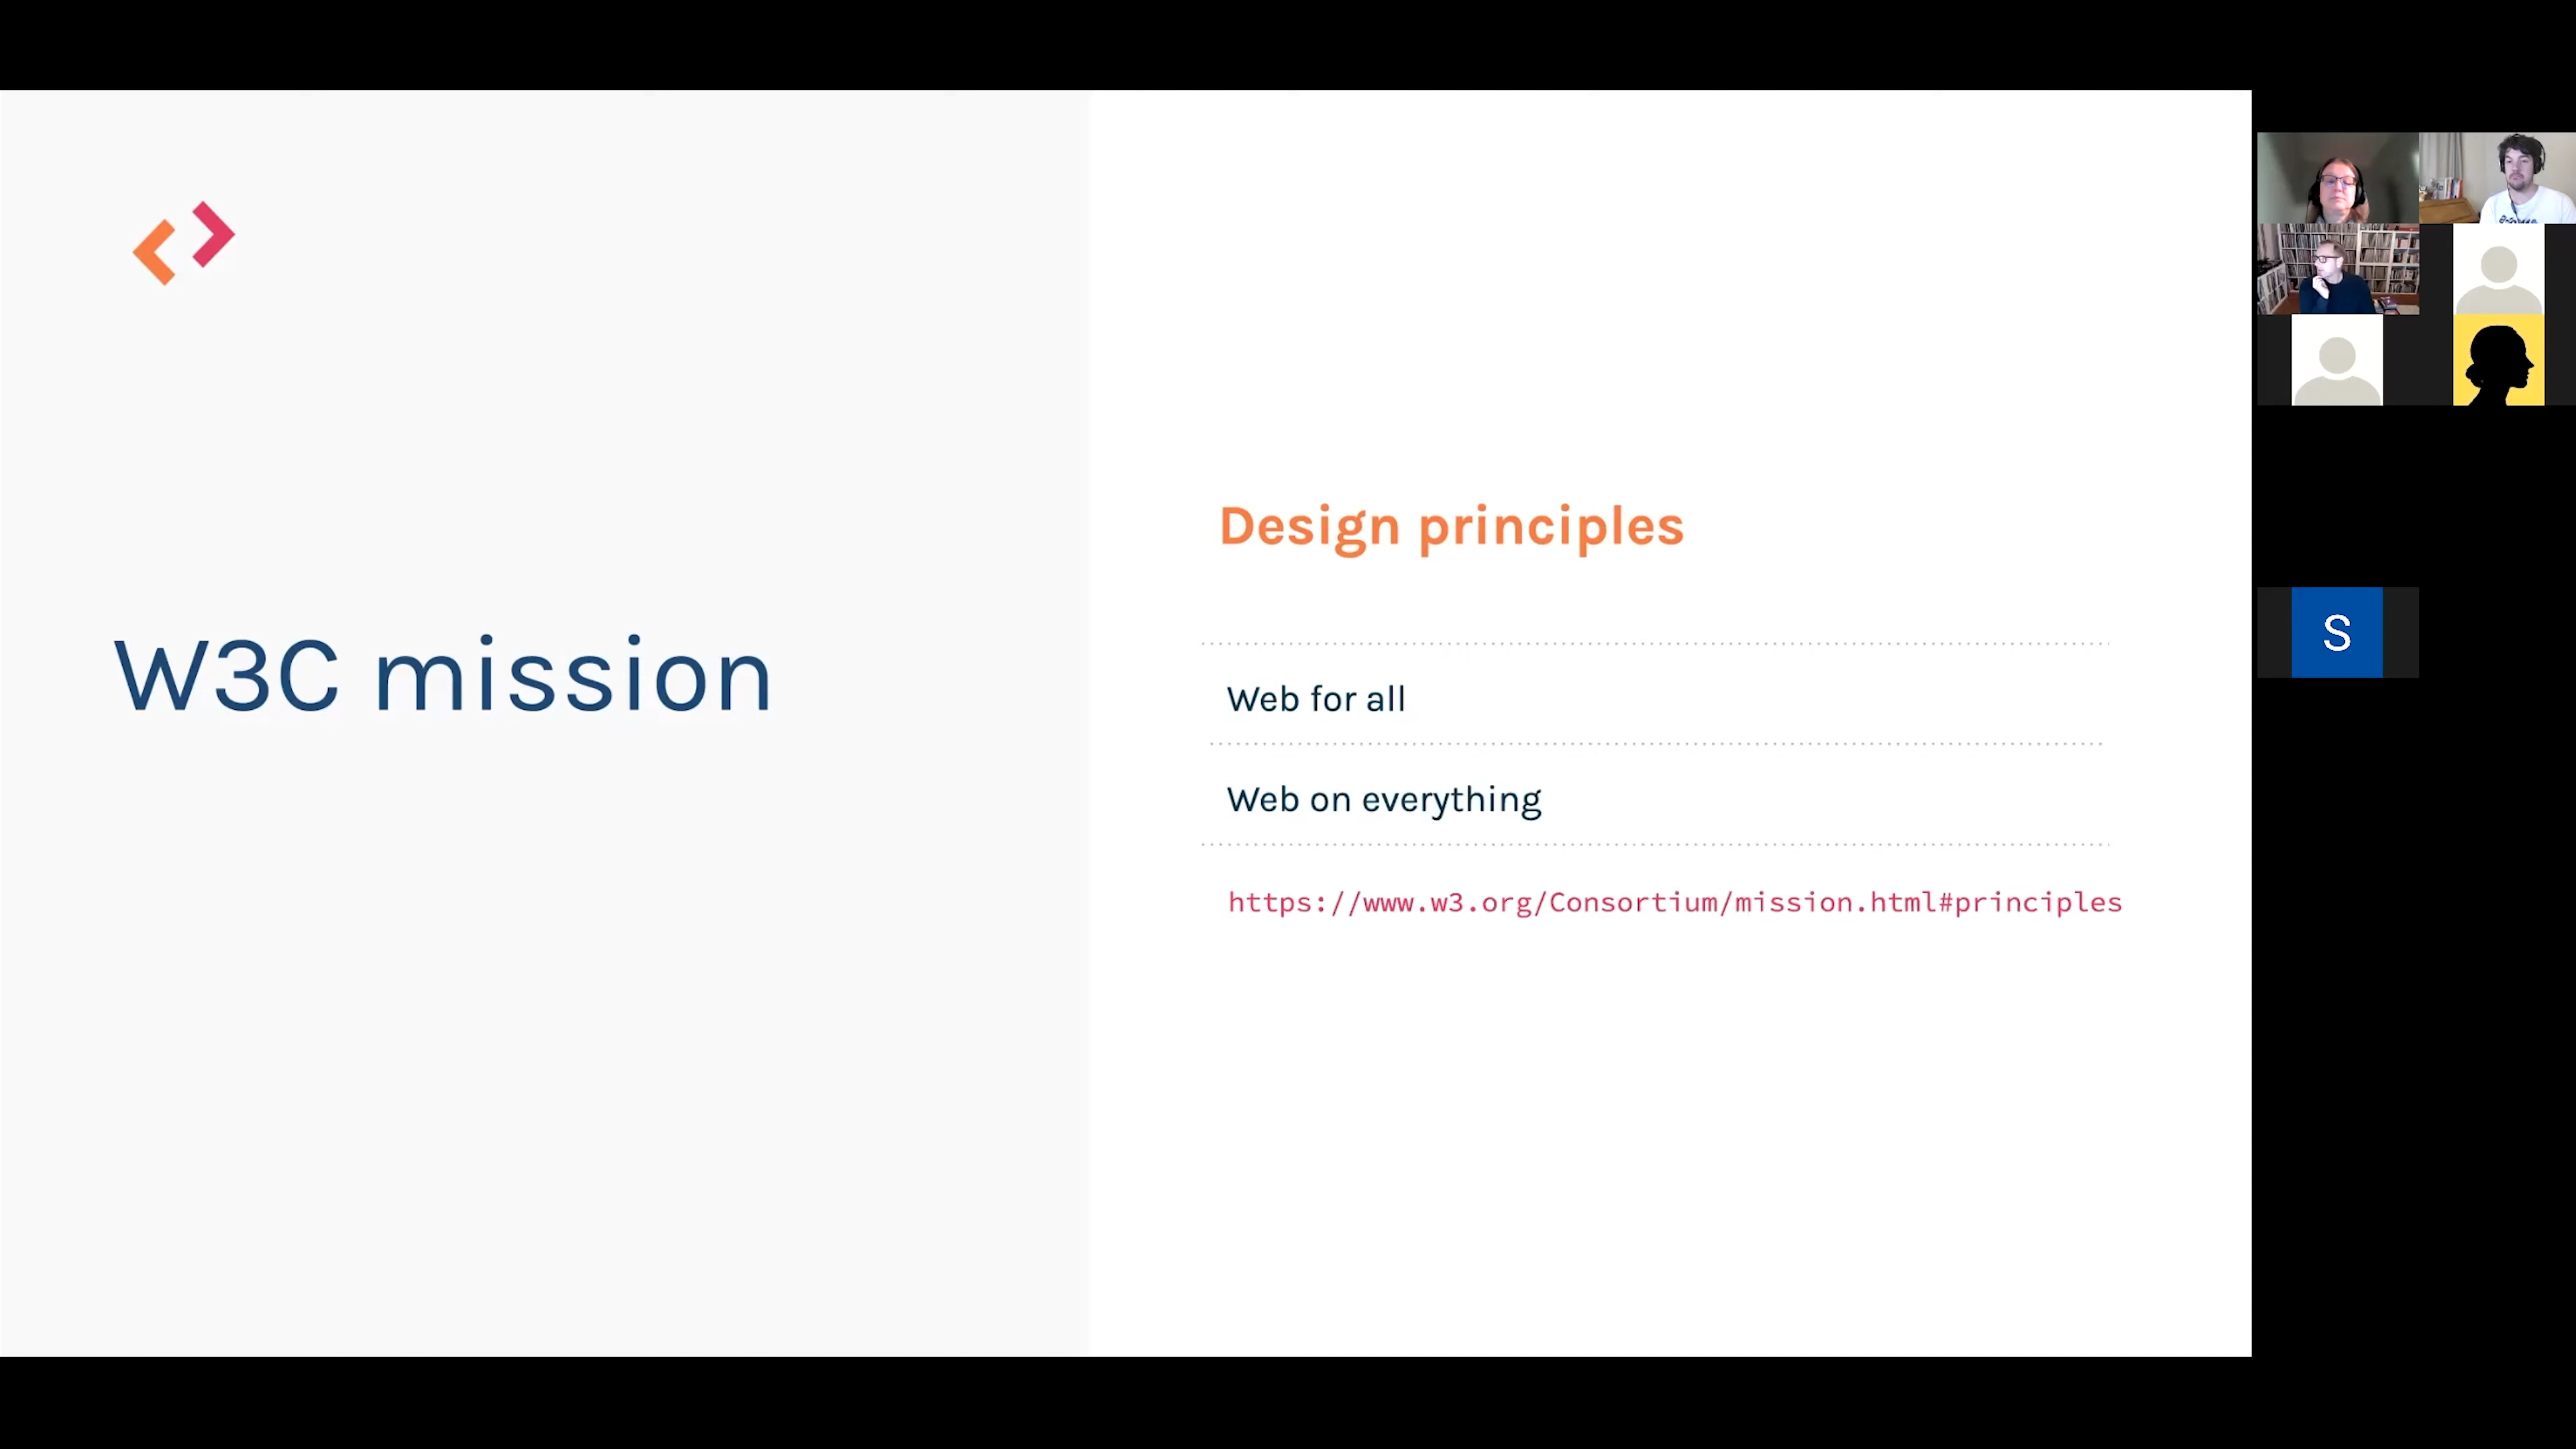 W3C mission
Design principles
Web for all
Web on everything
https://www.w3.org/Consortium/mission.html#principles
S